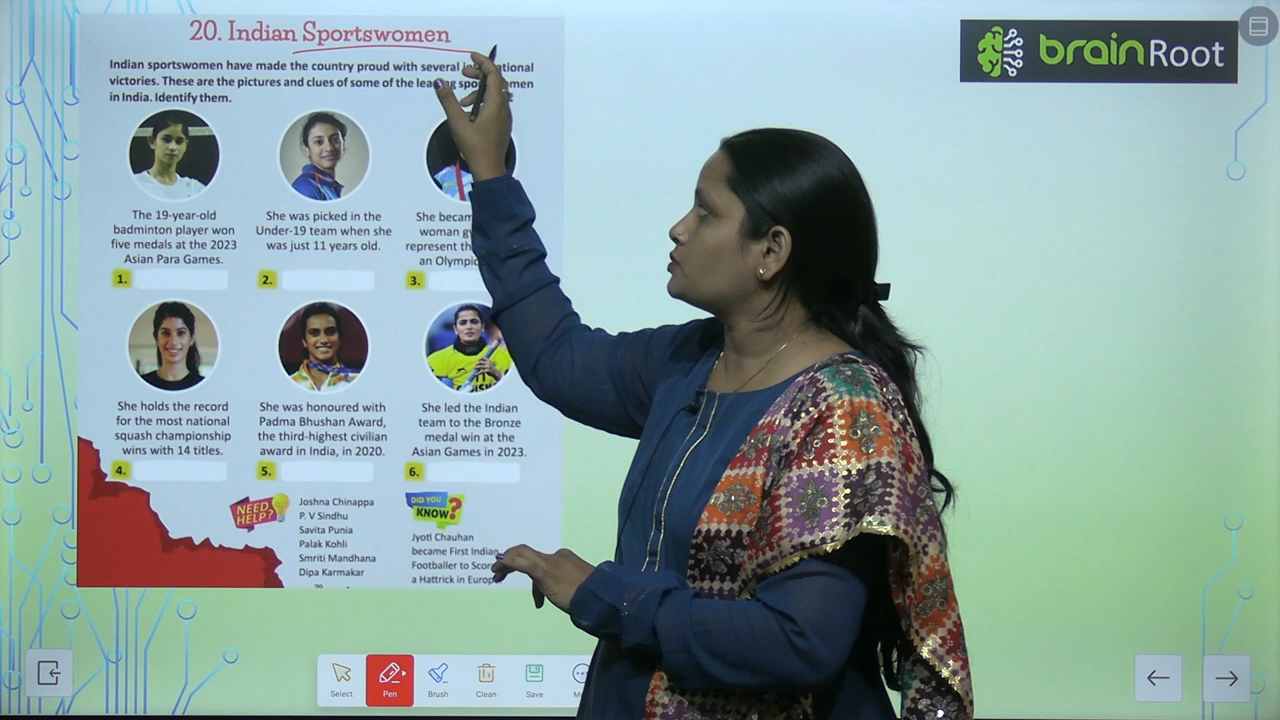 20. Indian Sportswomen
Indian sportswomen have made the country proud with several
victories. These are the pictures and clues of some of the
in India. Identify them.
brainRoot
The 19-year-old
badminton player won
five medals at the 2023
Asian Para Games.
1.
She was picked in the
Under-19 team when she
was just 11 years old.
2.
She
woman
represent
an
3.
She holds the record
for the most national
squash championship
wins with 14 titles.
4.
She was honoured with
Padma Bhushan Award,
the third-highest civilian
award in India, in 2020.
5.
She led the Indian
team to the Bronze
medal win at the
Asian Games in 2023.
6.
NEED
HELP?
Joshna Chinappa
P. V Sindhu
Savita Punia
Palak Kohli
Smriti Mandhana
Dipa Karmakar
DID YOU
KNOW?
Jyoti Chauhan
became First Indian
Footballer to
a Hattrick in
Select
Pen
Brush
Clean
Save